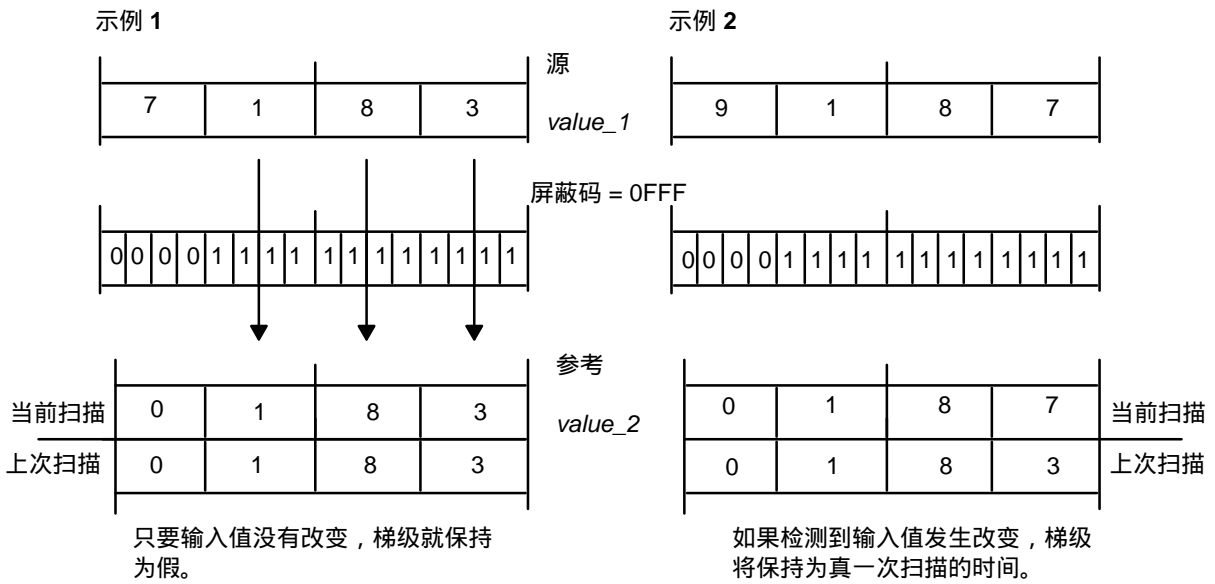 示例 1
示例 2
源
7 1 8 3
value_1
9 1 8 7
屏蔽码 = 0FFF
0 0 0 0 1 1 1 1 1 1 1 1 1 1 1 1
0 0 0 0 1 1 1 1 1 1 1 1 1 1 1 1
参考
当前扫描 0 1 8 3
value_2
0 1 8 7 当前扫描
上次扫描 0 1 8 3
0 1 8 3 上次扫描
只要输入值没有改变，梯级就保持
为假。
如果检测到输入值发生改变，梯级
将保持为真一次扫描的时间。